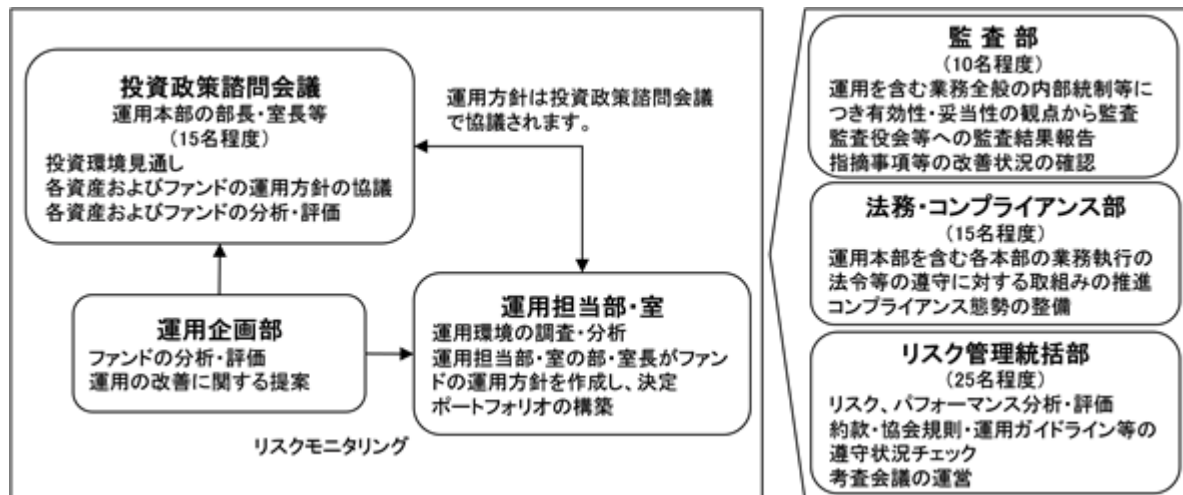 投資政策諮問会議
運用本部の部長・室長等
(15名程度)
投資環境見通し
各資産およびファンドの運用方針の協議
各資産およびファンドの分析・評価
運用方針は投資政策諮問会議
で協議されます。
運用企画部
ファンドの分析・評価
運用の改善に関する提案
運用担当部・室
運用環境の調査・分析
運用担当部・室の部・室長がファン
ドの運用方針を作成し、決定
ポートフォリオの構築
リスクモニタリング
監 査 部
(10名程度)
運用を含む業務全般の内部統制等に
つき有効性・妥当性の観点から監査
監査役会等への監査結果報告
指摘事項等の改善状況の確認
法務・コンプライアンス部
(15名程度)
運用本部を含む各本部の業務執行の
法令等の遵守に対する取組みの推進
コンプライアンス態勢の整備
リスク管理統括部
(25名程度)
リスク、パフォーマンス分析・評価
約款・協会規則・運用ガイドライン等の
遵守状況チェック
考査会議の運営